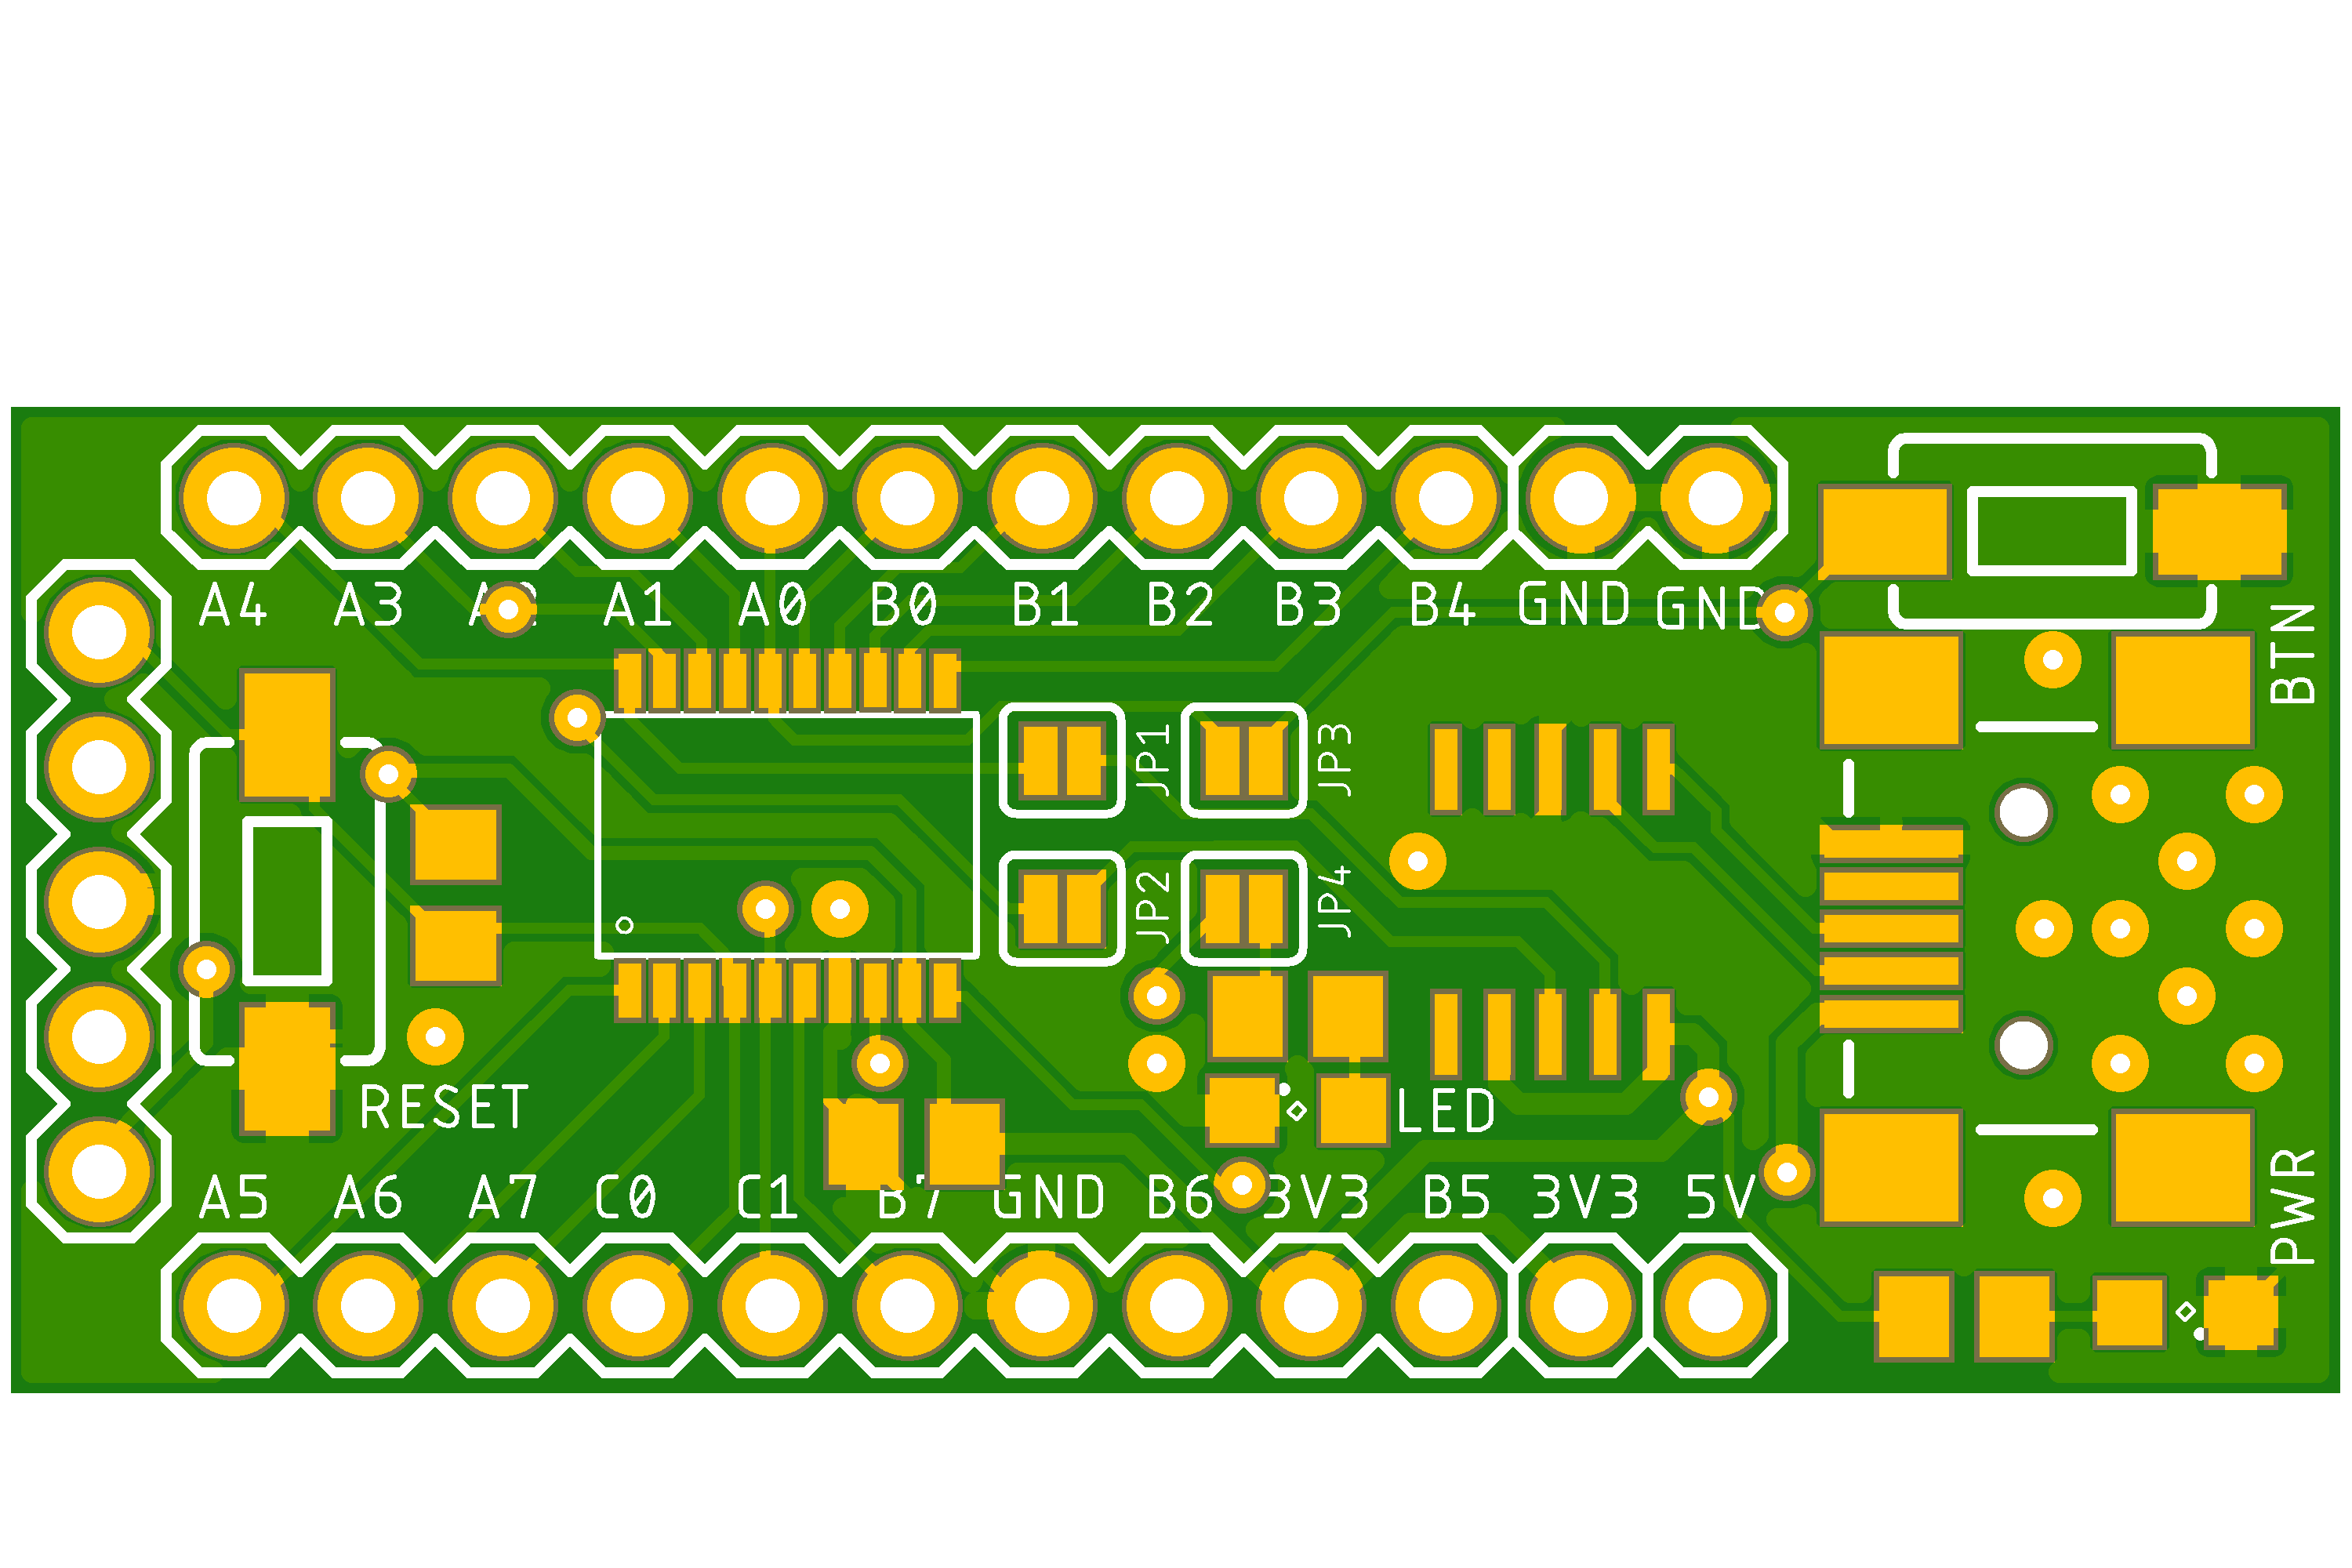 A4 A3 A2 A1 A0 B0 B1 B2 B3 B4 GND GND
BTN
JP1 JP3
JP2 JP4
RESET
LED
A5 A6 A7 C0 C1 B7 GND B6 3V3 B5 3V3 5V
PWR